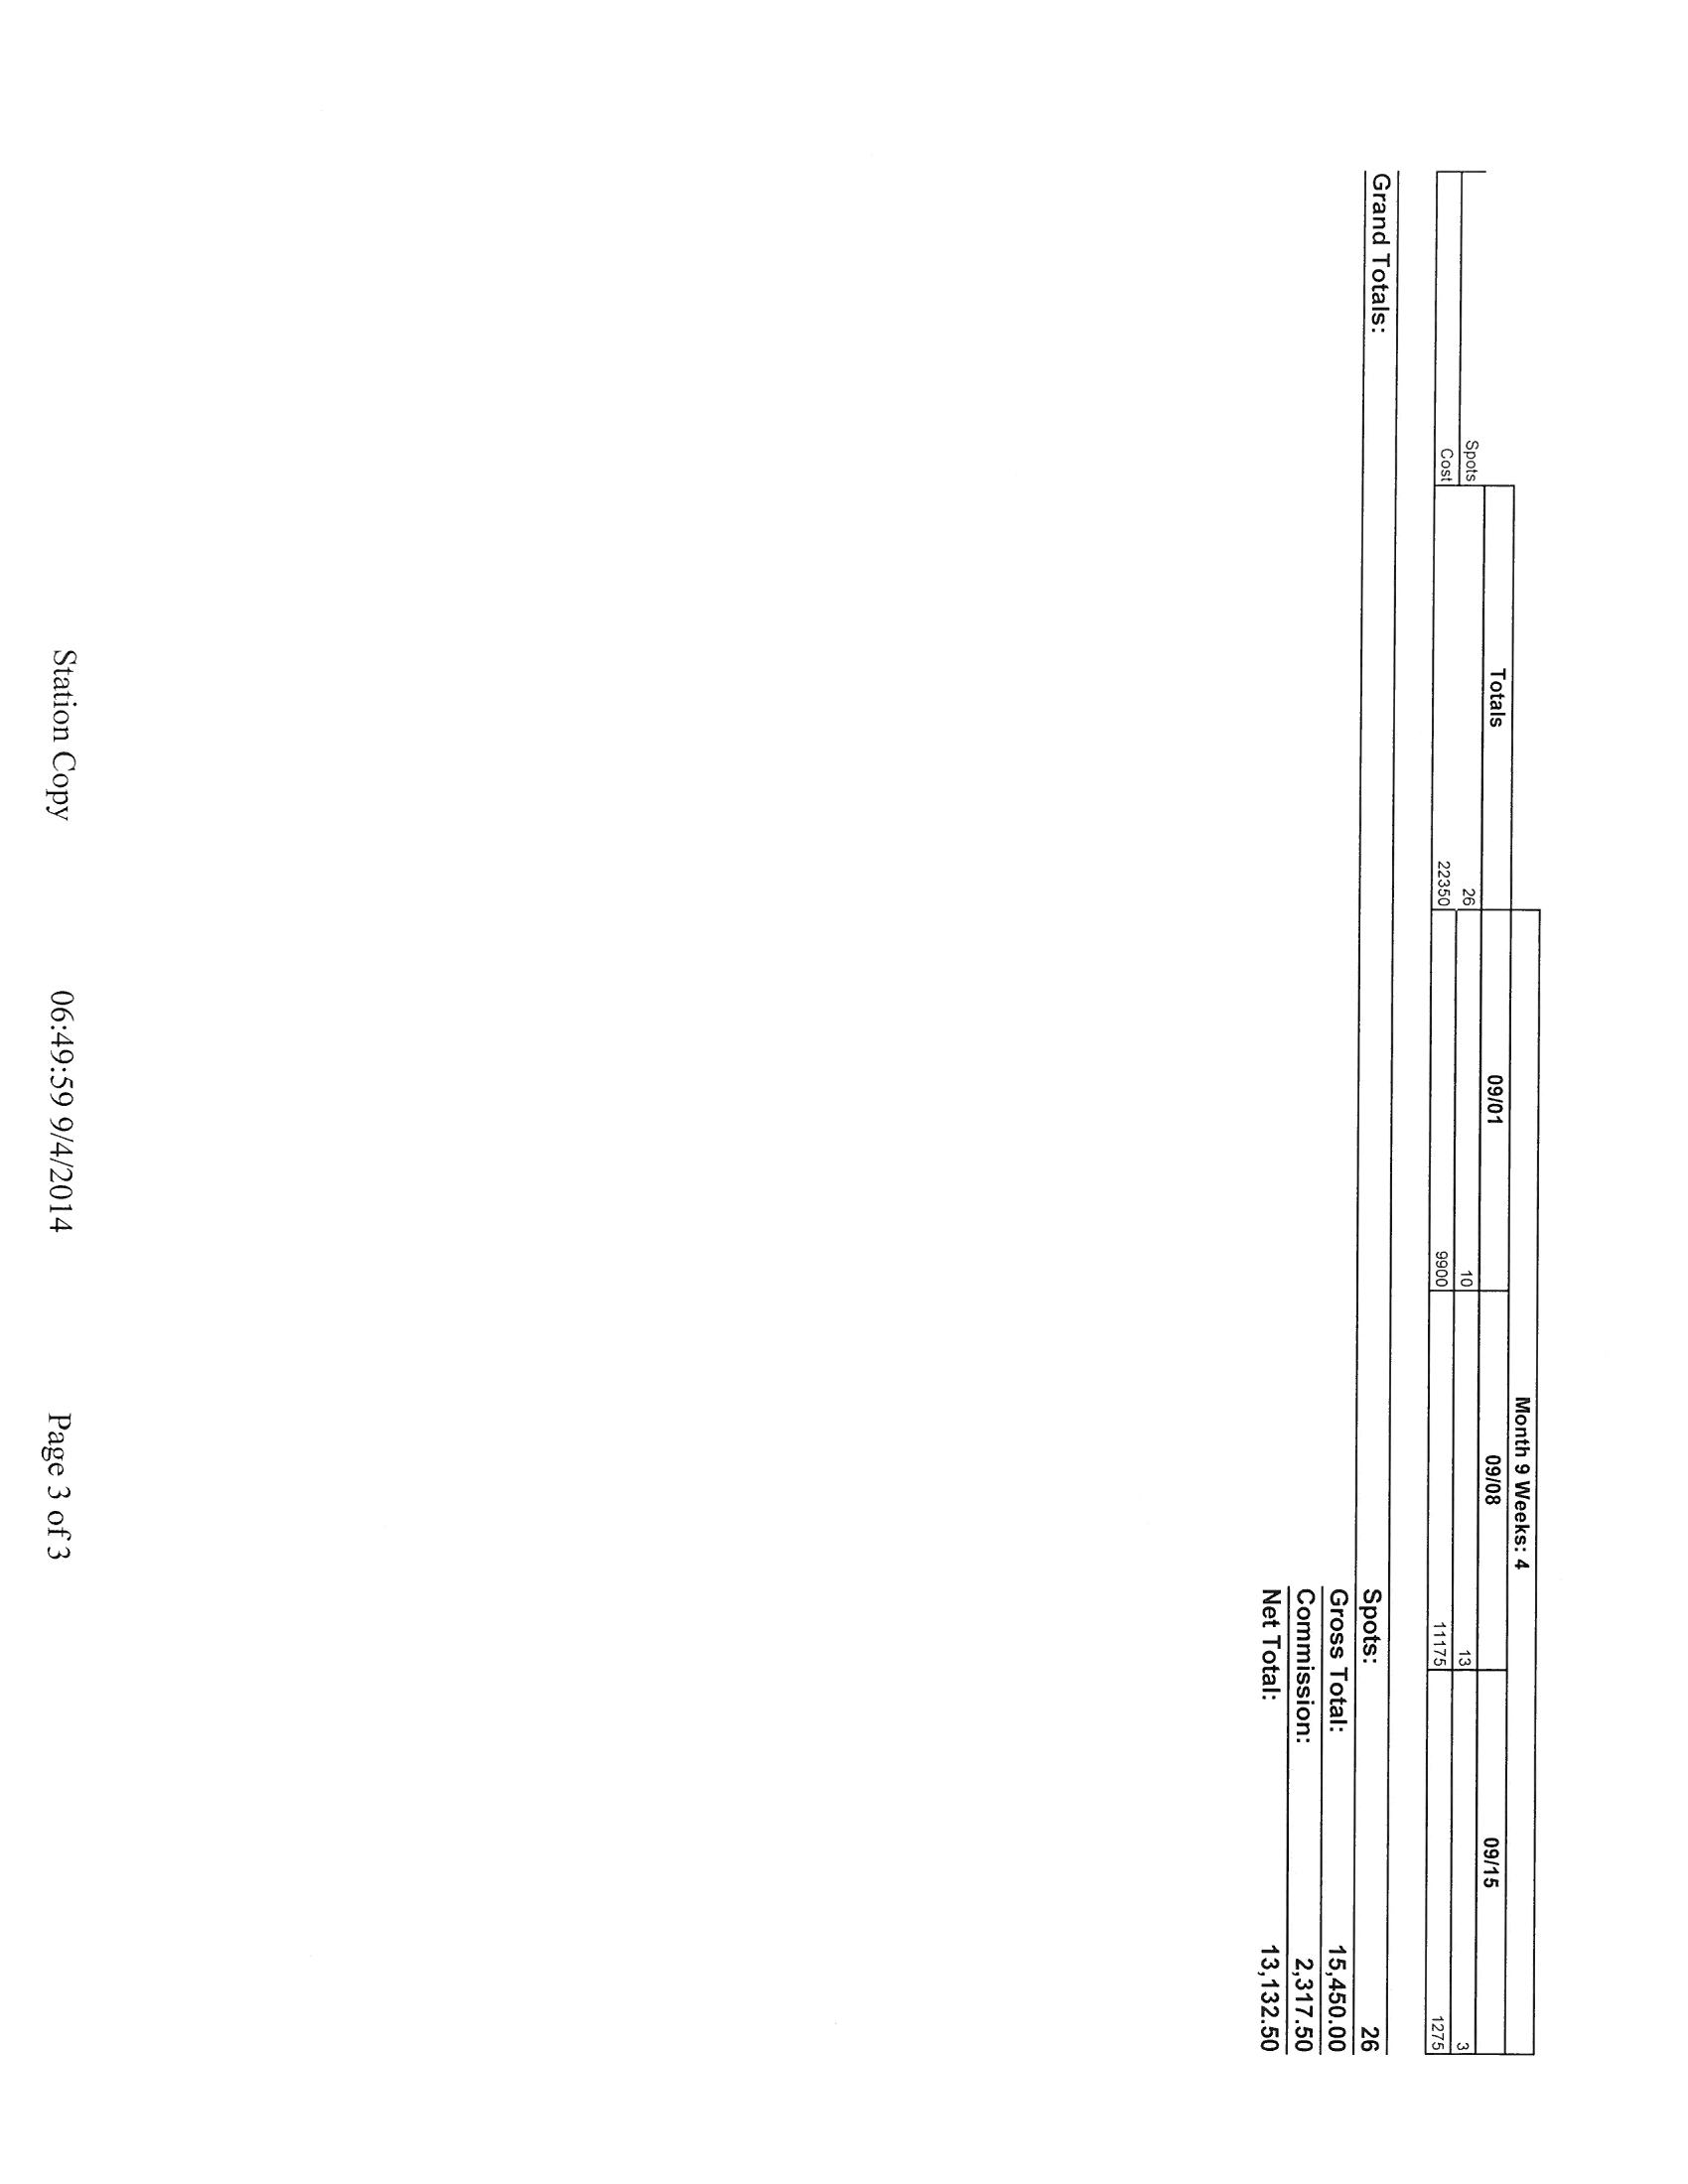 Month 9 Weeks: 4
Totals 09/01 09/08 09/15
Spots 26 10 13 3
Cost 22350 9900 11175 1275
Grand Totals: Spots: 26
Gross Total: 15,450.00
Commission: 2,317.50
Net Total: 13,132.50
Station Copy 06:49:59 9/4/2014 Page 3 of 3